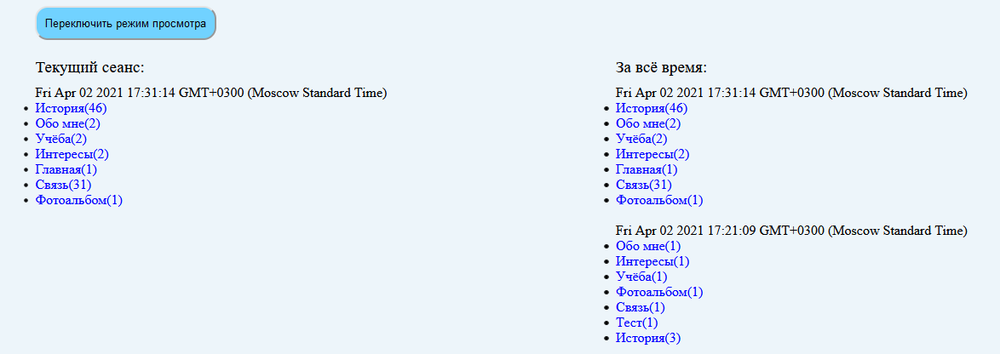 Переключить режим просмотра
Текущий сеанс:
Fri Apr 02 2021 17:31:14 GMT+0300 (Moscow Standard Time)
История(46)
Обо мне(2)
Учёба(2)
Интересы(2)
Главная(1)
Связь(31)
Фотоальбом(1)
За всё время:
Fri Apr 02 2021 17:31:14 GMT+0300 (Moscow Standard Time)
История(46)
Обо мне(2)
Учёба(2)
Интересы(2)
Главная(1)
Связь(31)
Фотоальбом(1)
Fri Apr 02 2021 17:21:09 GMT+0300 (Moscow Standard Time)
Обо мне(1)
Интересы(1)
Учёба(1)
Фотоальбом(1)
Связь(1)
Тест(1)
История(3)